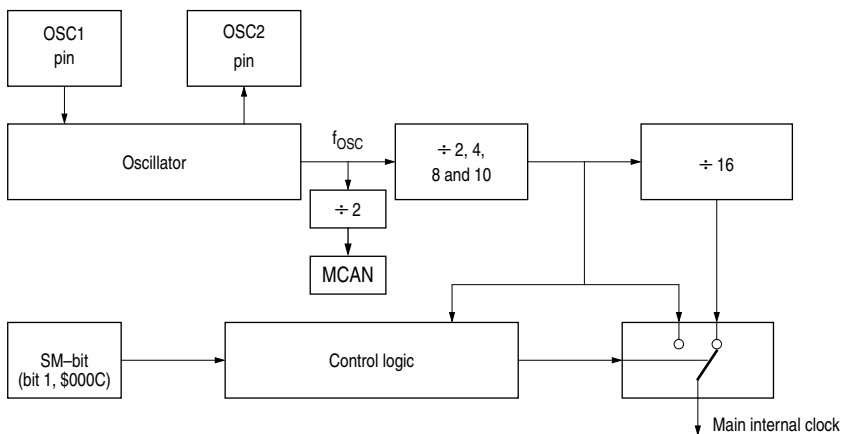 OSC1
pin
OSC2
pin
Oscillator
fOSC
÷ 2, 4,
8 and 10
÷ 16
÷ 2
MCAN
SM–bit
(bit 1, $000C)
Control logic
Main internal clock